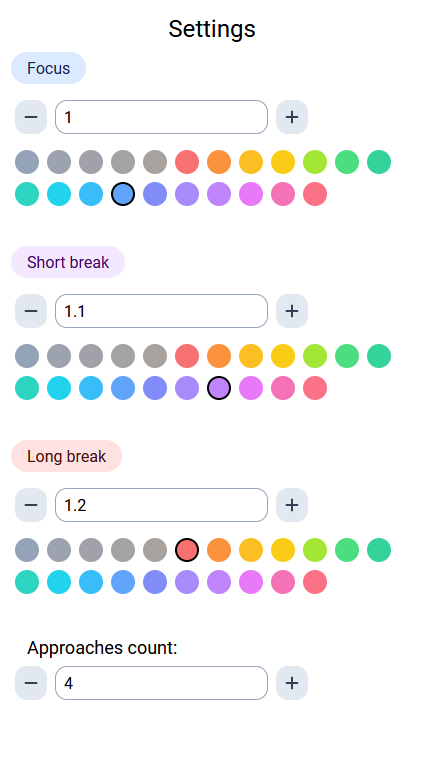 Settings
Focus
− 1 +
Short break
− 1.1 +
Long break
− 1.2 +
Approaches count:
− 4 +